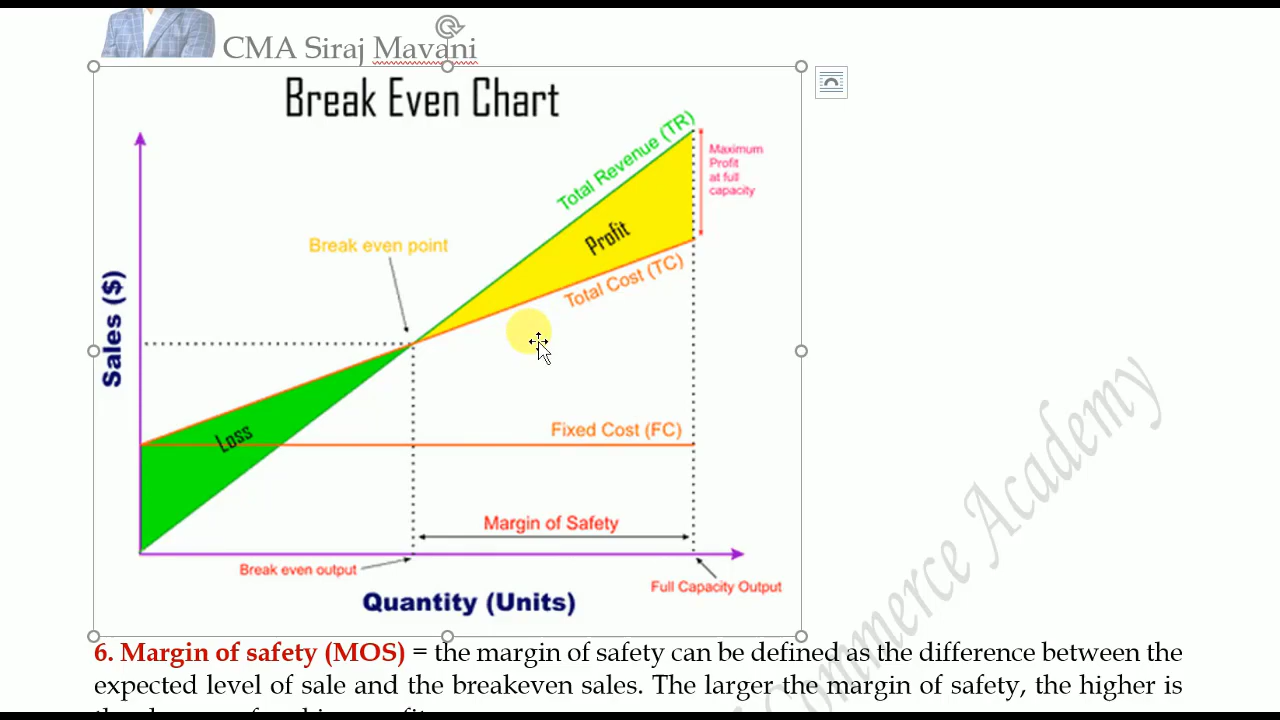 CMA Siraj Mavani
Break Even Chart
Total Revenue (TR)
Maximum
Profit
at full
capacity
Profit
Break even point
Total Cost (TC)
Sales ($)
Loss
Fixed Cost (FC)
Margin of Safety
Break even output
Full Capacity Output
Quantity (Units)
Commerce Academy
6. Margin of safety (MOS) = the margin of safety can be defined as the difference between the
expected level of sale and the breakeven sales. The larger the margin of safety, the higher is